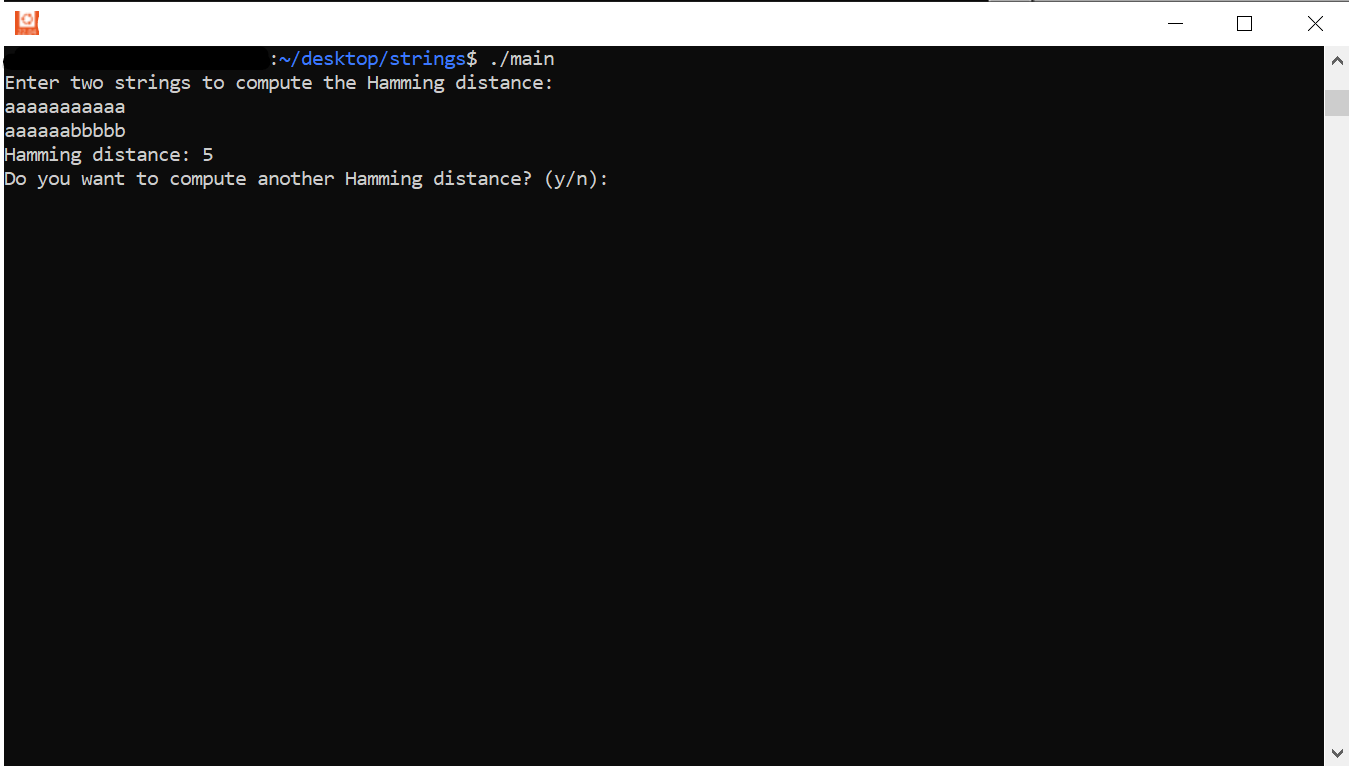 :~/desktop/strings$ ./main
Enter two strings to compute the Hamming distance:
aaaaaaaaaaa
aaaaaabbbbb
Hamming distance: 5
Do you want to compute another Hamming distance? (y/n):